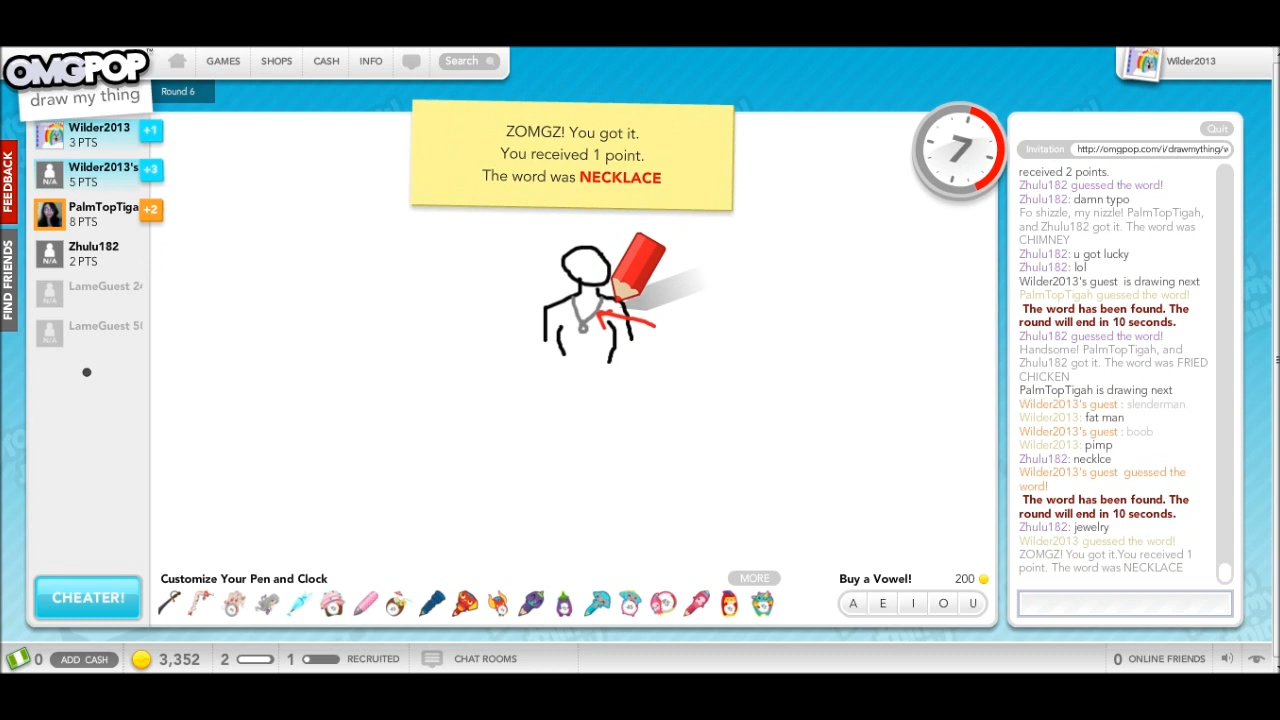 OMGPOP
draw my thing
GAMES
SHOPS
CASH
INFO
Search
Wilder2013
Round 6
FEEDBACK
FIND FRIENDS
Wilder2013
3 PTS
+1
Wilder2013's
5 PTS
+3
PalmTopTiga
8 PTS
+2
Zhulu182
2 PTS
N/A
LameGuest 24
N/A
LameGuest 5
N/A
N/A
CHEATER!
ZOMGZ! You got it.
You received 1 point.
The word was NECKLACE
7
Quit
Invitation http://omgpop.com/i/drawmything/
received 2 points.
Zhulu182 guessed the word!
Zhulu182: damn typo
Fo shizzle, my nizzle! PalmTopTigah,
and Zhulu182 got it. The word was
CHIMNEY
Zhulu182: u got lucky
Zhulu182: lol
Wilder2013's guest is drawing next
PalmTopTigah guessed the word!
The word has been found. The
round will end in 10 seconds.
Zhulu182 guessed the word!
Handsome! PalmTopTigah, and
Zhulu182 got it. The word was FRIED
CHICKEN
PalmTopTigah is drawing next
Wilder2013's guest : slenderman
Wilder2013: fat man
Wilder2013's guest : boob
Wilder2013: pimp
Zhulu182: necklce
Wilder2013's guest guessed the
word!
The word has been found. The
round will end in 10 seconds.
Zhulu182: jewelry
Wilder2013 guessed the word!
ZOMGZ! You got it.You received 1
point. The word was NECKLACE
Customize Your Pen and Clock
MORE
Buy a Vowel!
200
A E I O U
0
ADD CASH
3,352
2
1
RECRUITED
CHAT ROOMS
0 ONLINE FRIENDS